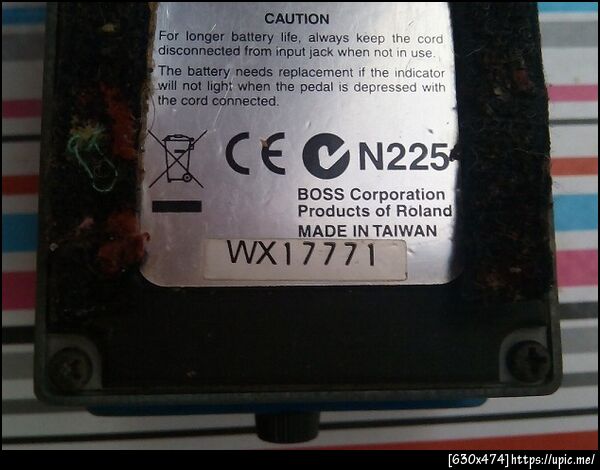 CAUTION
For longer battery life, always keep the cord
disconnected from input jack when not in use.
The battery needs replacement if the indicator
will not light when the pedal is depressed with
the cord connected.
CE N225
BOSS Corporation
Products of Roland
MADE IN TAIWAN
WX17771
[630x474]https://upic.me/